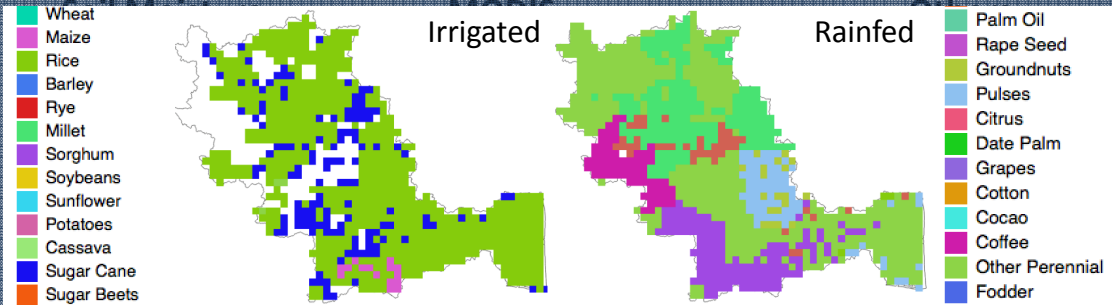 Wheat
Maize
Rice
Barley
Rye
Millet
Sorghum
Soybeans
Sunflower
Potatoes
Cassava
Sugar Cane
Sugar Beets
Irrigated
Rainfed
Palm Oil
Rape Seed
Groundnuts
Pulses
Citrus
Date Palm
Grapes
Cotton
Cocao
Coffee
Other Perennial
Fodder